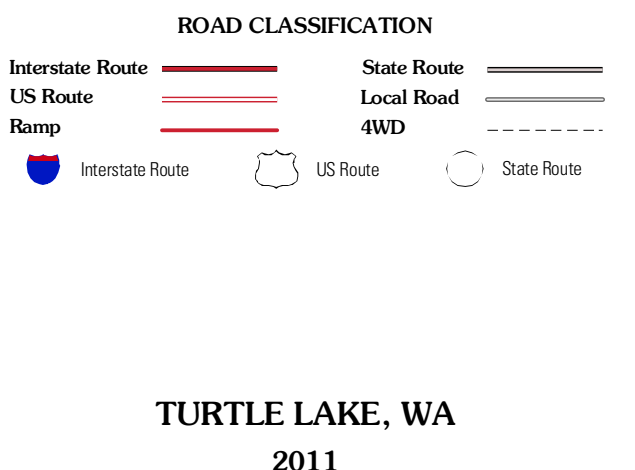 ROAD CLASSIFICATION
Interstate Route State Route
US Route Local Road
Ramp 4WD
Interstate Route US Route State Route
TURTLE LAKE, WA
2011